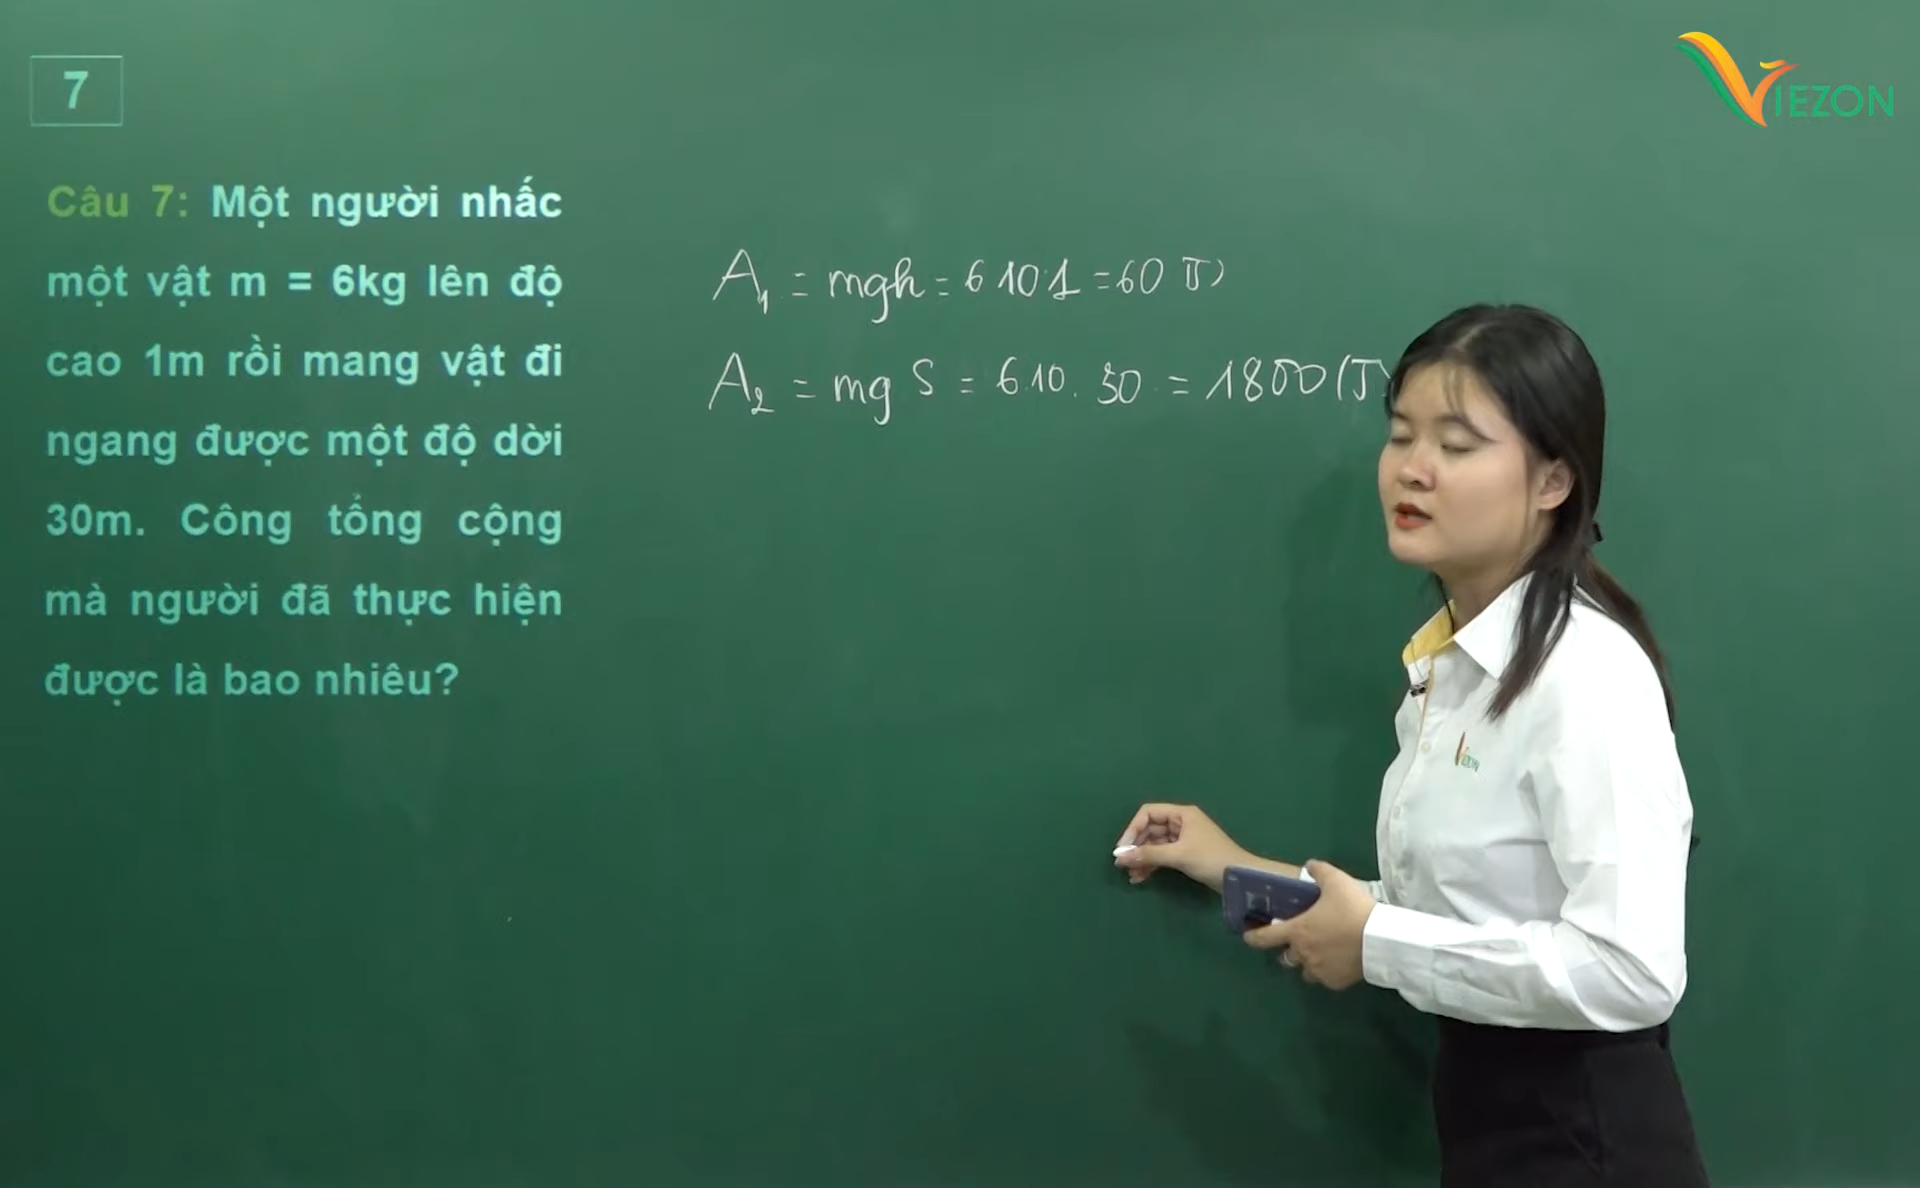 VIEZON
7
Câu 7: Một người nhấc
một vật m = 6kg lên độ
cao 1m rồi mang vật đi
ngang được một độ dời
30m. Công tổng cộng
mà người đã thực hiện
được là bao nhiêu?
A₁ = mgh = 6 10.1 = 60 (J)
A₂ = mg S = 6.10. 30 = 1800 (J)
VIEZON